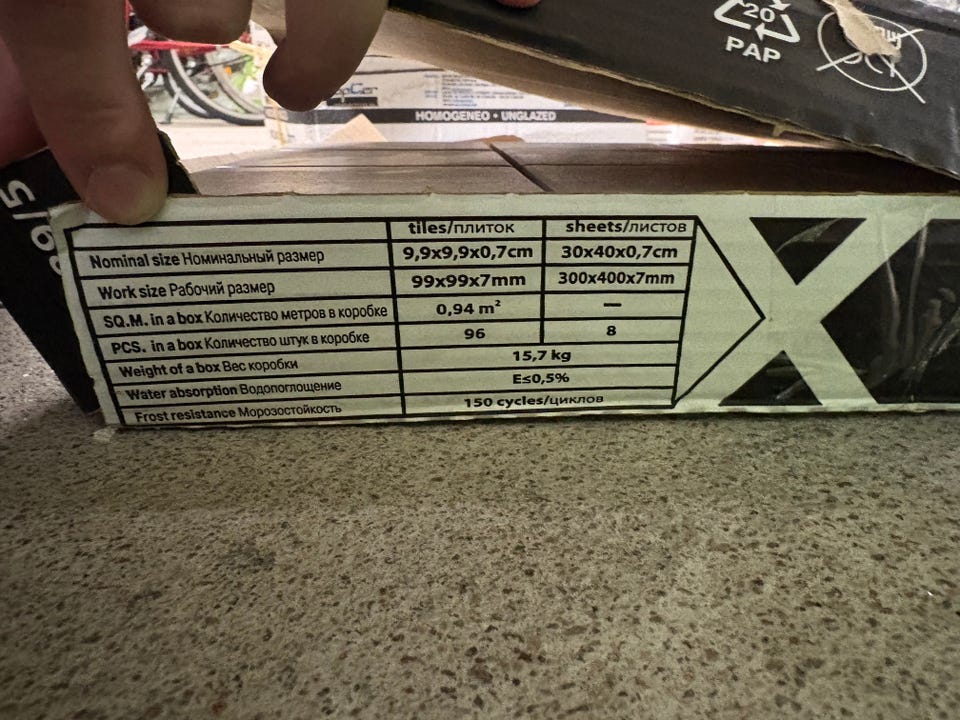 20
PAP
HOMOGENEO • UNGLAZED
tiles/плиток sheets/листов
Nominal size Номинальный размер 9,9x9,9x0,7cm 30x40x0,7cm
Work size Рабочий размер 99x99x7mm 300x400x7mm
SQ.M. in a box Количество метров в коробке 0,94 m² —
PCS. in a box Количество штук в коробке 96 8
Weight of a box Вес коробки 15,7 kg
Water absorption Водопоглощение E≤0,5%
Frost resistance Морозостойкость 150 cycles/циклов
X